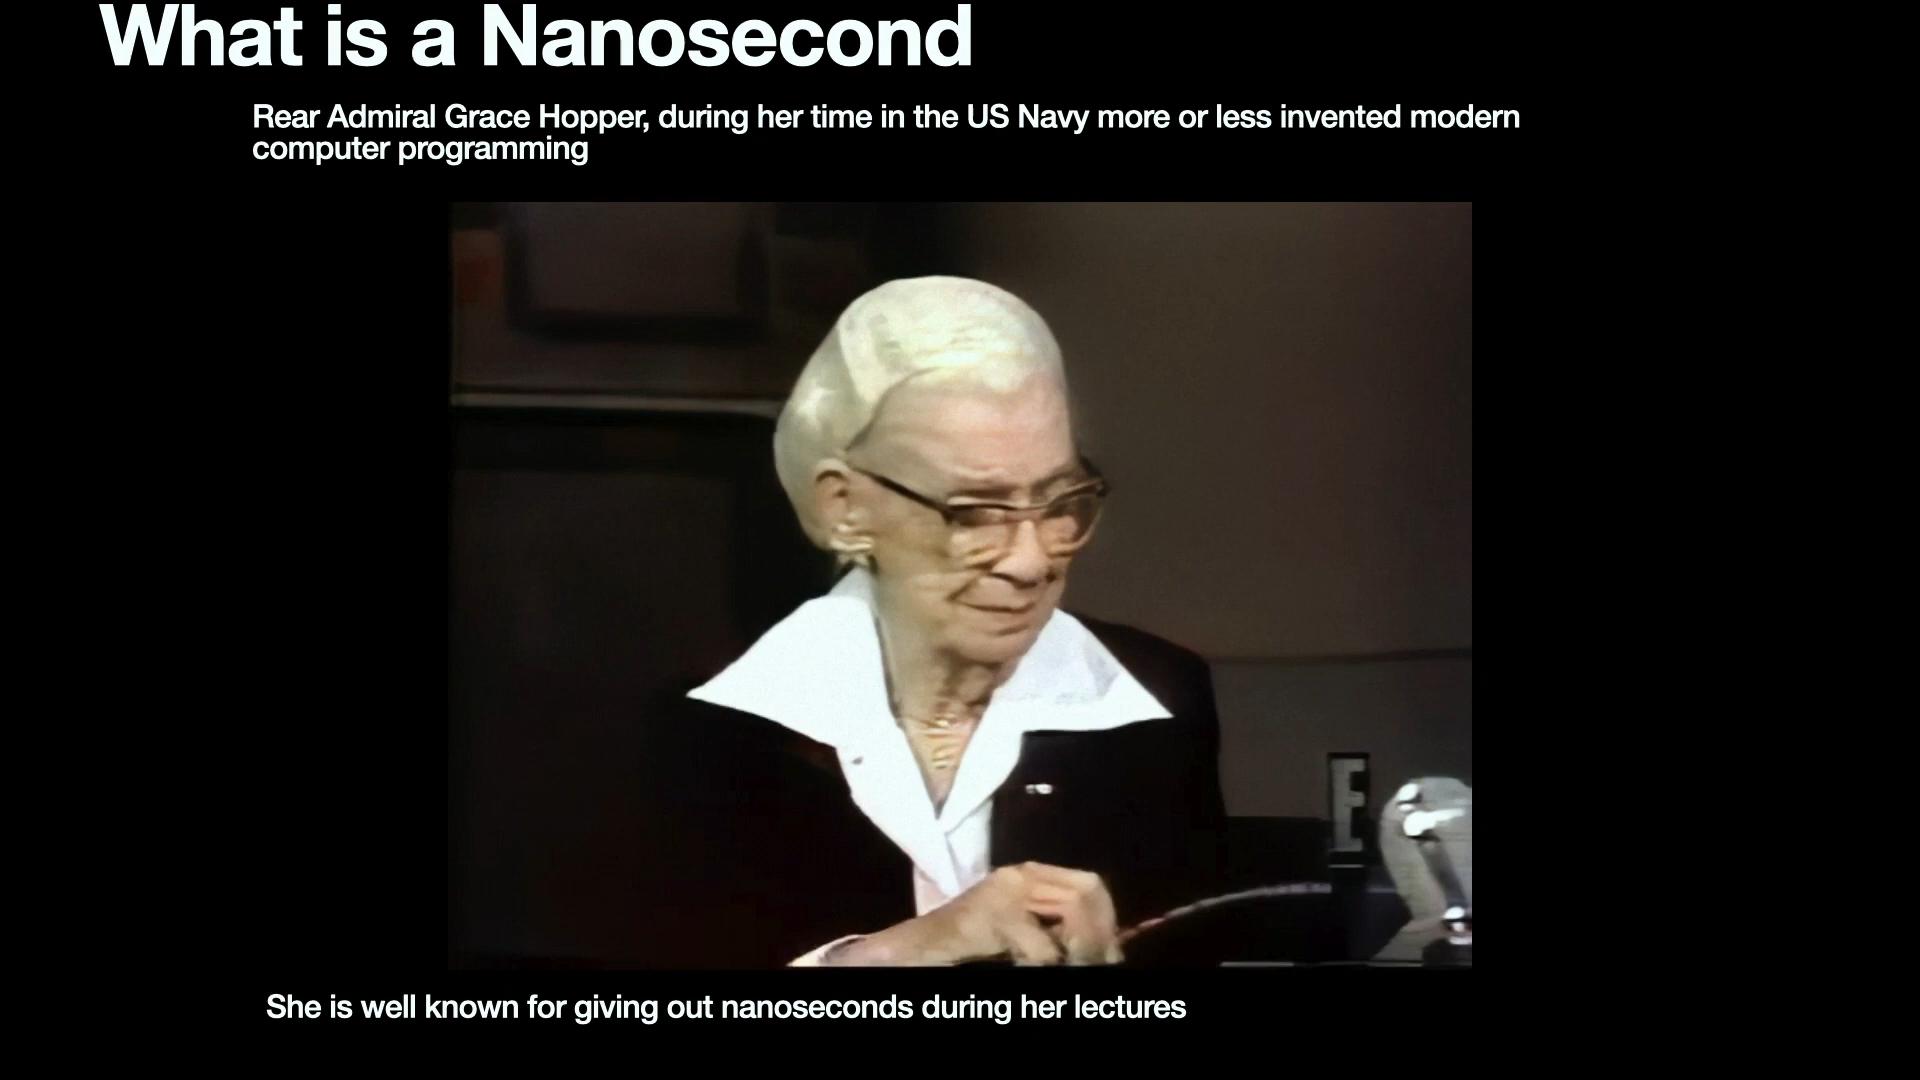 What is a Nanosecond
Rear Admiral Grace Hopper, during her time in the US Navy more or less invented modern
computer programming
E
She is well known for giving out nanoseconds during her lectures